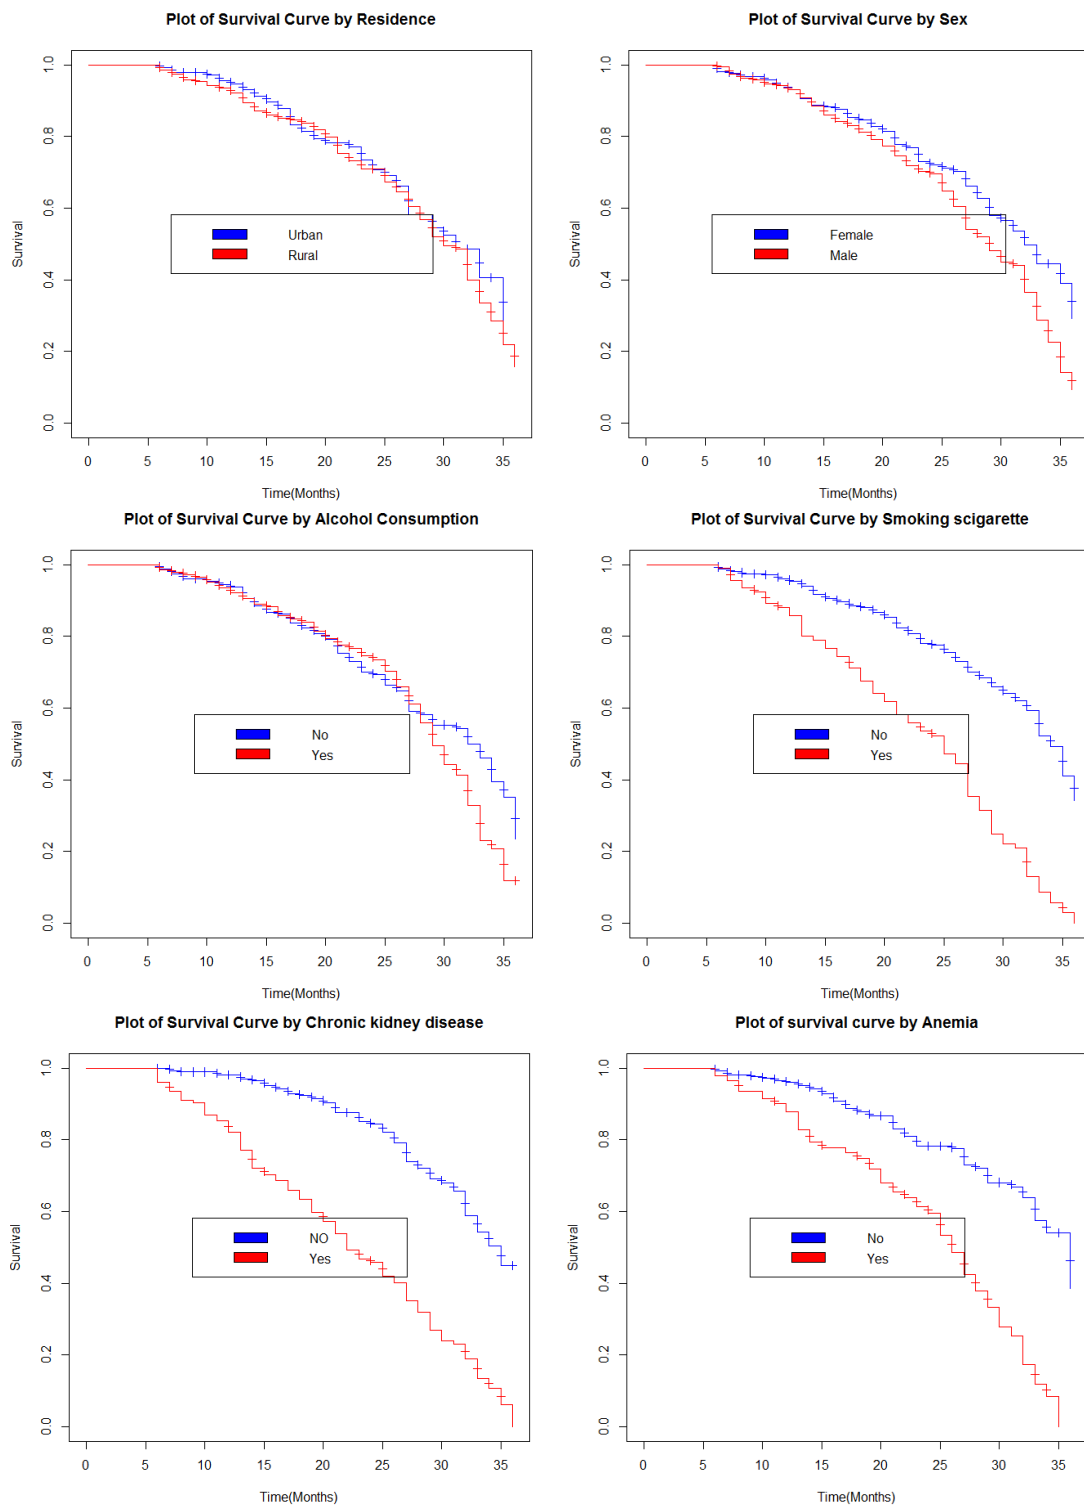 Plot of Survival Curve by Residence
Survival
0.0 0.2 0.4 0.6 0.8 1.0
Urban
Rural
0 5 10 15 20 25 30 35
Time(Months)
Plot of Survival Curve by Sex
Survival
0.0 0.2 0.4 0.6 0.8 1.0
Female
Male
0 5 10 15 20 25 30 35
Time(Months)
Plot of Survival Curve by Alcohol Consumption
Survival
0.0 0.2 0.4 0.6 0.8 1.0
No
Yes
0 5 10 15 20 25 30 35
Time(Months)
Plot of Survival Curve by Smoking scigarette
Survival
0.0 0.2 0.4 0.6 0.8 1.0
No
Yes
0 5 10 15 20 25 30 35
Time(Months)
Plot of Survival Curve by Chronic kidney disease
Survival
0.0 0.2 0.4 0.6 0.8 1.0
NO
Yes
0 5 10 15 20 25 30 35
Time(Months)
Plot of survival curve by Anemia
Survival
0.0 0.2 0.4 0.6 0.8 1.0
No
Yes
0 5 10 15 20 25 30 35
Time(Months)